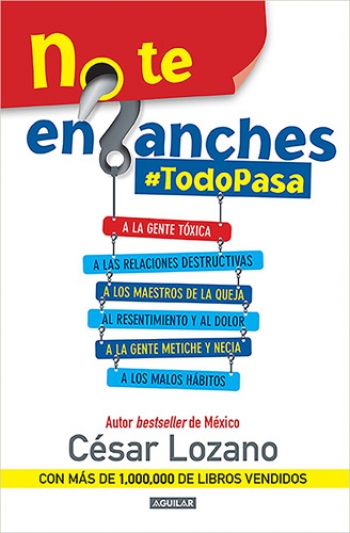 no te
enganches
#TodoPasa
A LA GENTE TÓXICA
A LAS RELACIONES DESTRUCTIVAS
A LOS MAESTROS DE LA QUEJA
AL RESENTIMIENTO Y AL DOLOR
A LA GENTE METICHE Y NECIA
A LOS MALOS HÁBITOS
Autor bestseller de México
César Lozano
CON MÁS DE 1,000,000 DE LIBROS VENDIDOS
AGUILAR